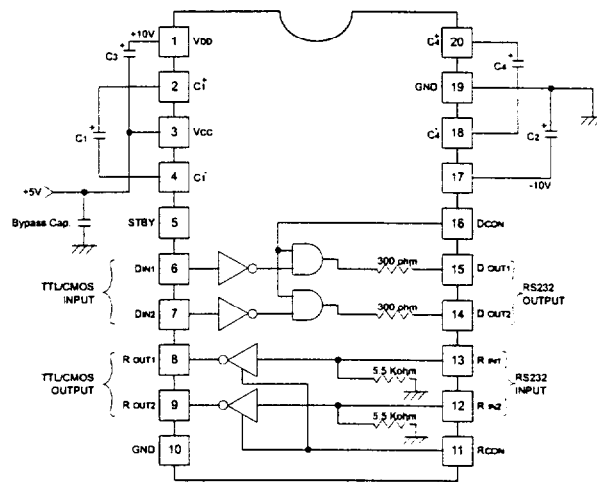 +10V
C3
+
1 VDD
2 C1+
3 VCC
C1
+
4 C1-
+5V
Bypass Cap.
5 STBY
TTL/CMOS
INPUT
6 DIN1
7 DIN2
TTL/CMOS
OUTPUT
8 R OUT1
9 R OUT2
10 GND
C4+ 20
+
C4
GND 19
C4- 18
+
C2
17
-10V
DCON 16
300 ohm
15 D OUT1
300 ohm
14 D OUT2
RS232
OUTPUT
13 R IN1
5.5 Kohm
12 R IN2
5.5 Kohm
RS232
INPUT
11 RCON